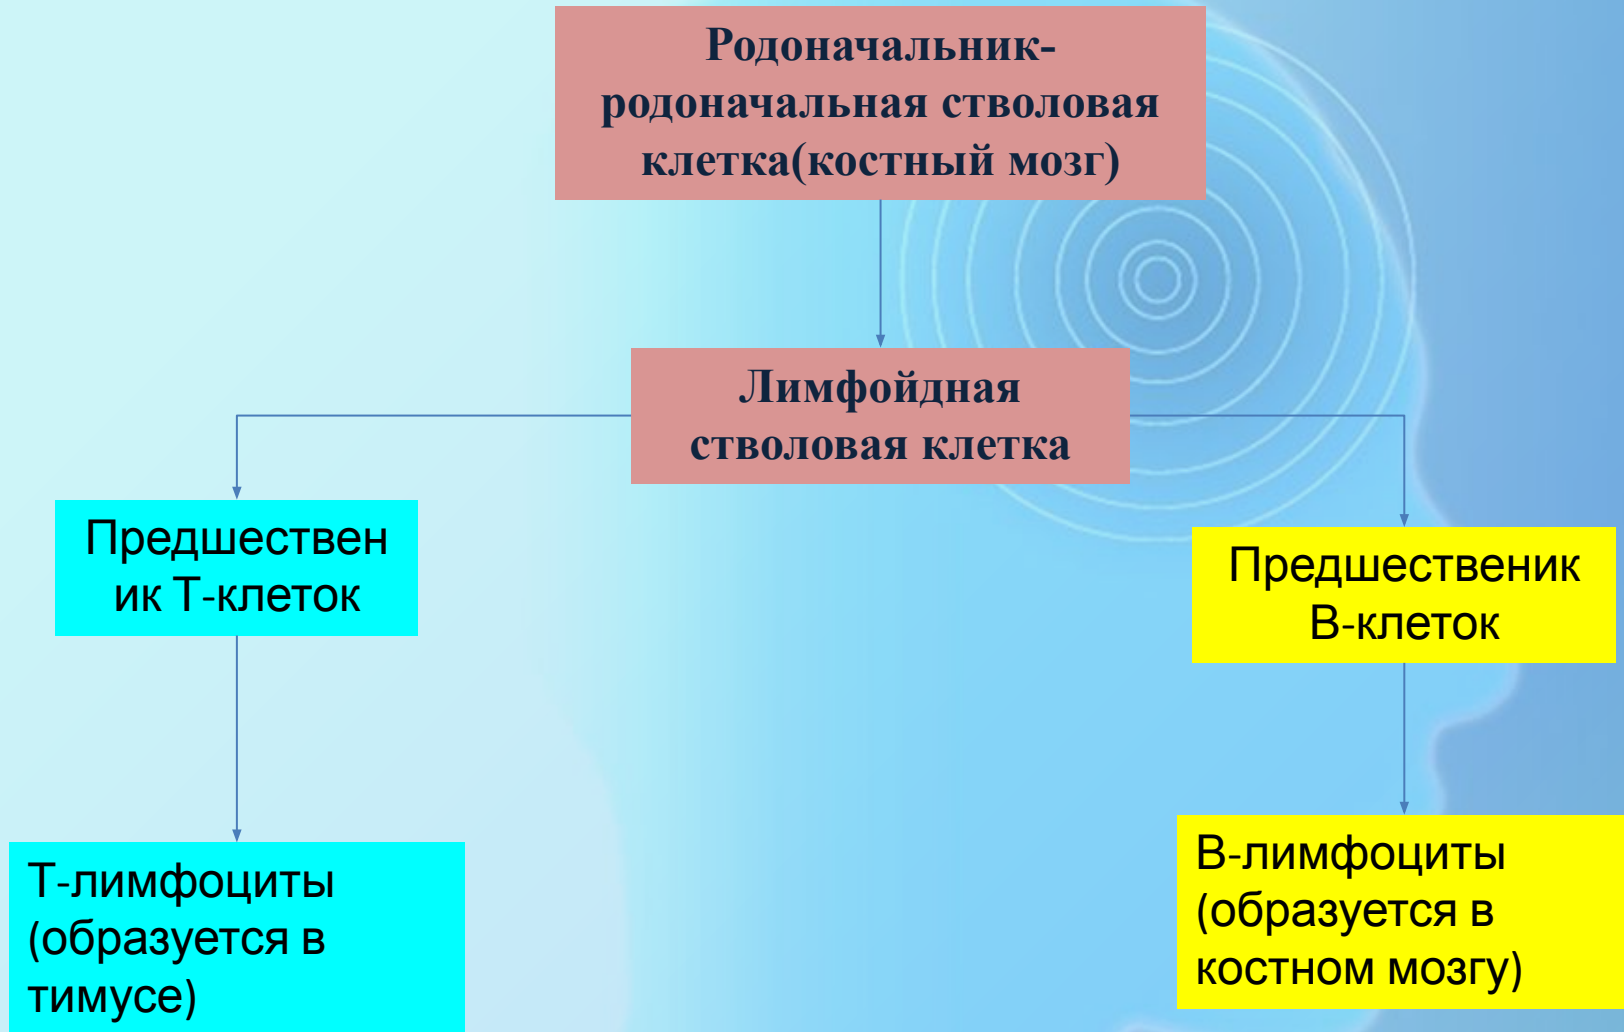 Родоначальник-
родоначальная стволовая
клетка(костный мозг)
Лимфойдная
стволовая клетка
Предшествен
ик Т-клеток
Предшественик
В-клеток
Т-лимфоциты
(образуется в
тимусе)
В-лимфоциты
(образуется в
костном мозгу)